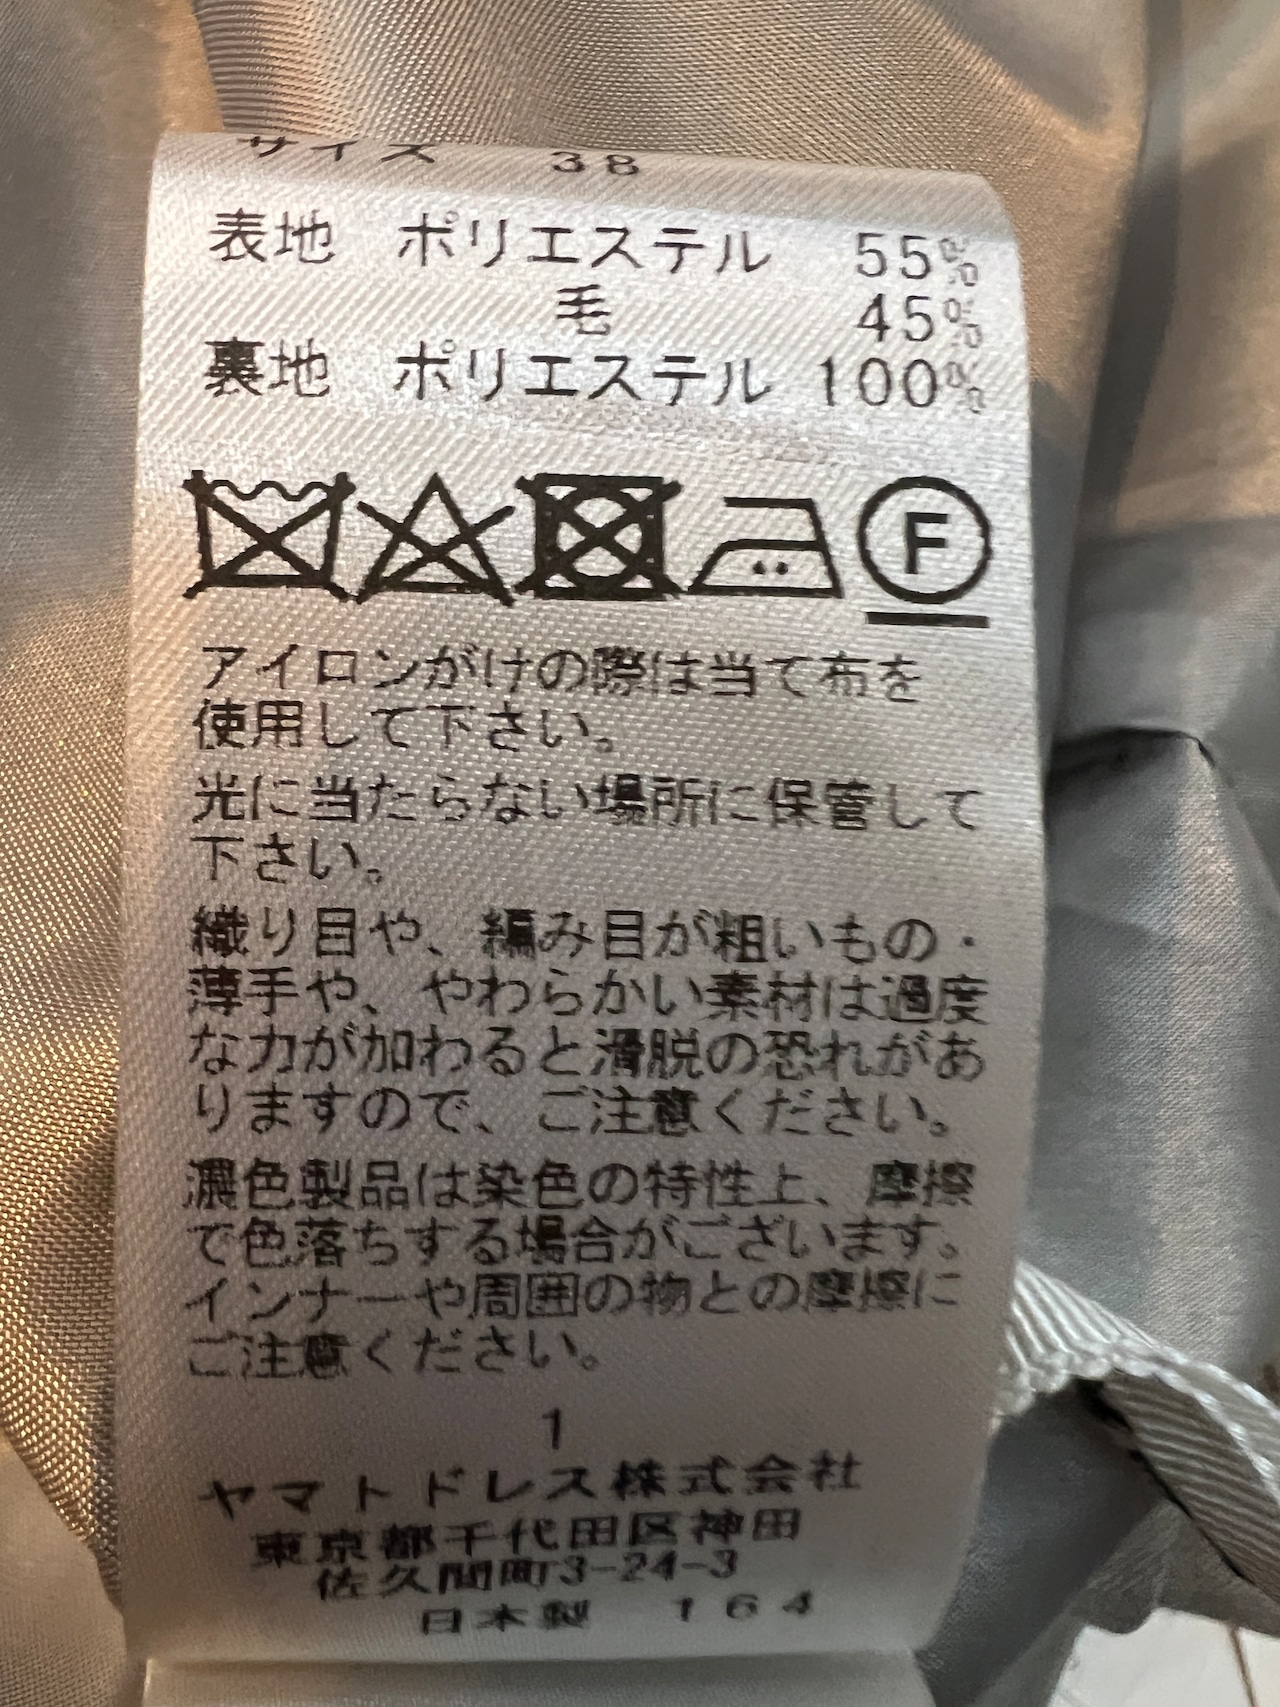 サイズ 38
表地 ポリエステル 55%
毛 45%
裏地 ポリエステル 100%
F
アイロンがけの際は当て布を
使用して下さい。
光に当たらない場所に保管して
下さい。
織り目や、編み目が粗いもの・
薄手や、やわらかい素材は過度
な力が加わると滑脱の恐れがあ
りますので、ご注意ください。
濃色製品は染色の特性上、摩擦
で色落ちする場合がございます。
インナーや周囲の物との摩擦に
ご注意ください。
1
ヤマトドレス株式会社
東京都千代田区神田
佐久間町3-24-3
日本製 164